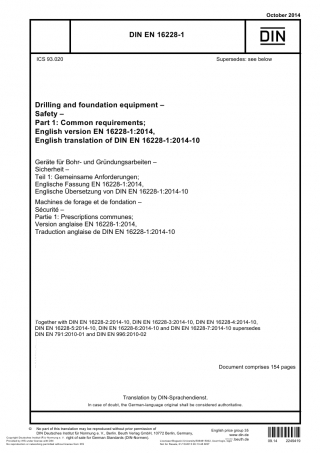 October 2014
DIN EN 16228-1
DIN
ICS 93.020
Supersedes: see below
Drilling and foundation equipment –
Safety –
Part 1: Common requirements;
English version EN 16228-1:2014,
English translation of DIN EN 16228-1:2014-10
Geräte für Bohr- und Gründungsarbeiten –
Sicherheit –
Teil 1: Gemeinsame Anforderungen;
Englische Fassung EN 16228-1:2014,
Englische Übersetzung von DIN EN 16228-1:2014-10
Machines de forage et de fondation –
Sécurité –
Partie 1: Prescriptions communes;
Version anglaise EN 16228-1:2014,
Traduction anglaise de DIN EN 16228-1:2014-10
Together with DIN EN 16228-2:2014-10, DIN EN 16228-3:2014-10, DIN EN 16228-4:2014-10,
DIN EN 16228-5:2014-10, DIN EN 16228-6:2014-10 and DIN EN 16228-7:2014-10 supersedes
DIN EN 791:2010-01 and DIN EN 996:2010-02
Document comprises 154 pages
Translation by DIN-Sprachendienst.
In case of doubt, the German-language original shall be considered authoritative.
© No part of this translation may be reproduced without prior permission of
DIN Deutsches Institut für Normung e. V., Berlin. Beuth Verlag GmbH, 10772 Berlin, Germany,
right of sale for German Standards (DIN-Normen).
English price group 55
www.din.de
www.beuth.de